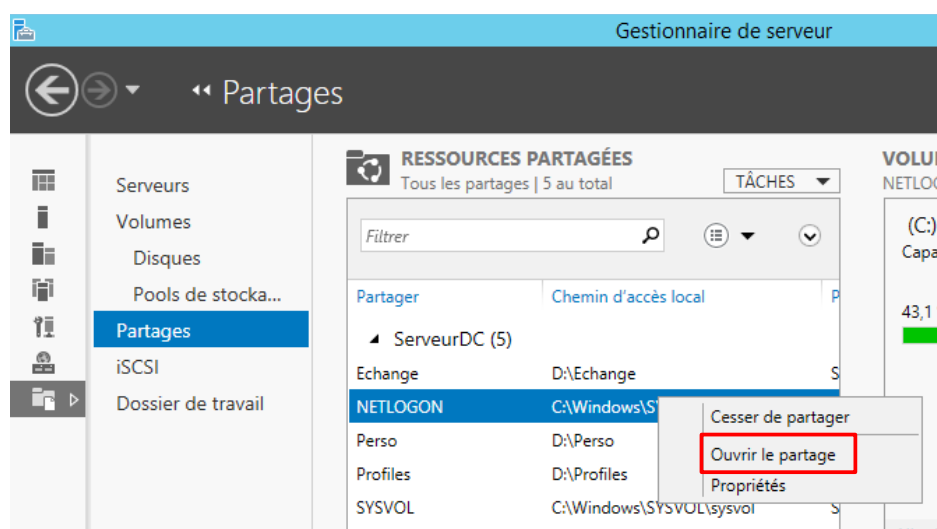 Gestionnaire de serveur
Partages
Serveurs
Volumes
Disques
Pools de stocka...
Partages
iSCSI
Dossier de travail
RESSOURCES PARTAGÉES
Tous les partages | 5 au total
TÂCHES
Filtrer
Partager Chemin d'accès local P
ServeurDC (5)
Echange D:\Echange S
NETLOGON C:\Windows\S
Perso D:\Perso
Profiles D:\Profiles
SYSVOL C:\Windows\SYSVOL\sysvol S
Cesser de partager
Ouvrir le partage
Propriétés
VOLU
NETLO
(C:)
Capa
43,1